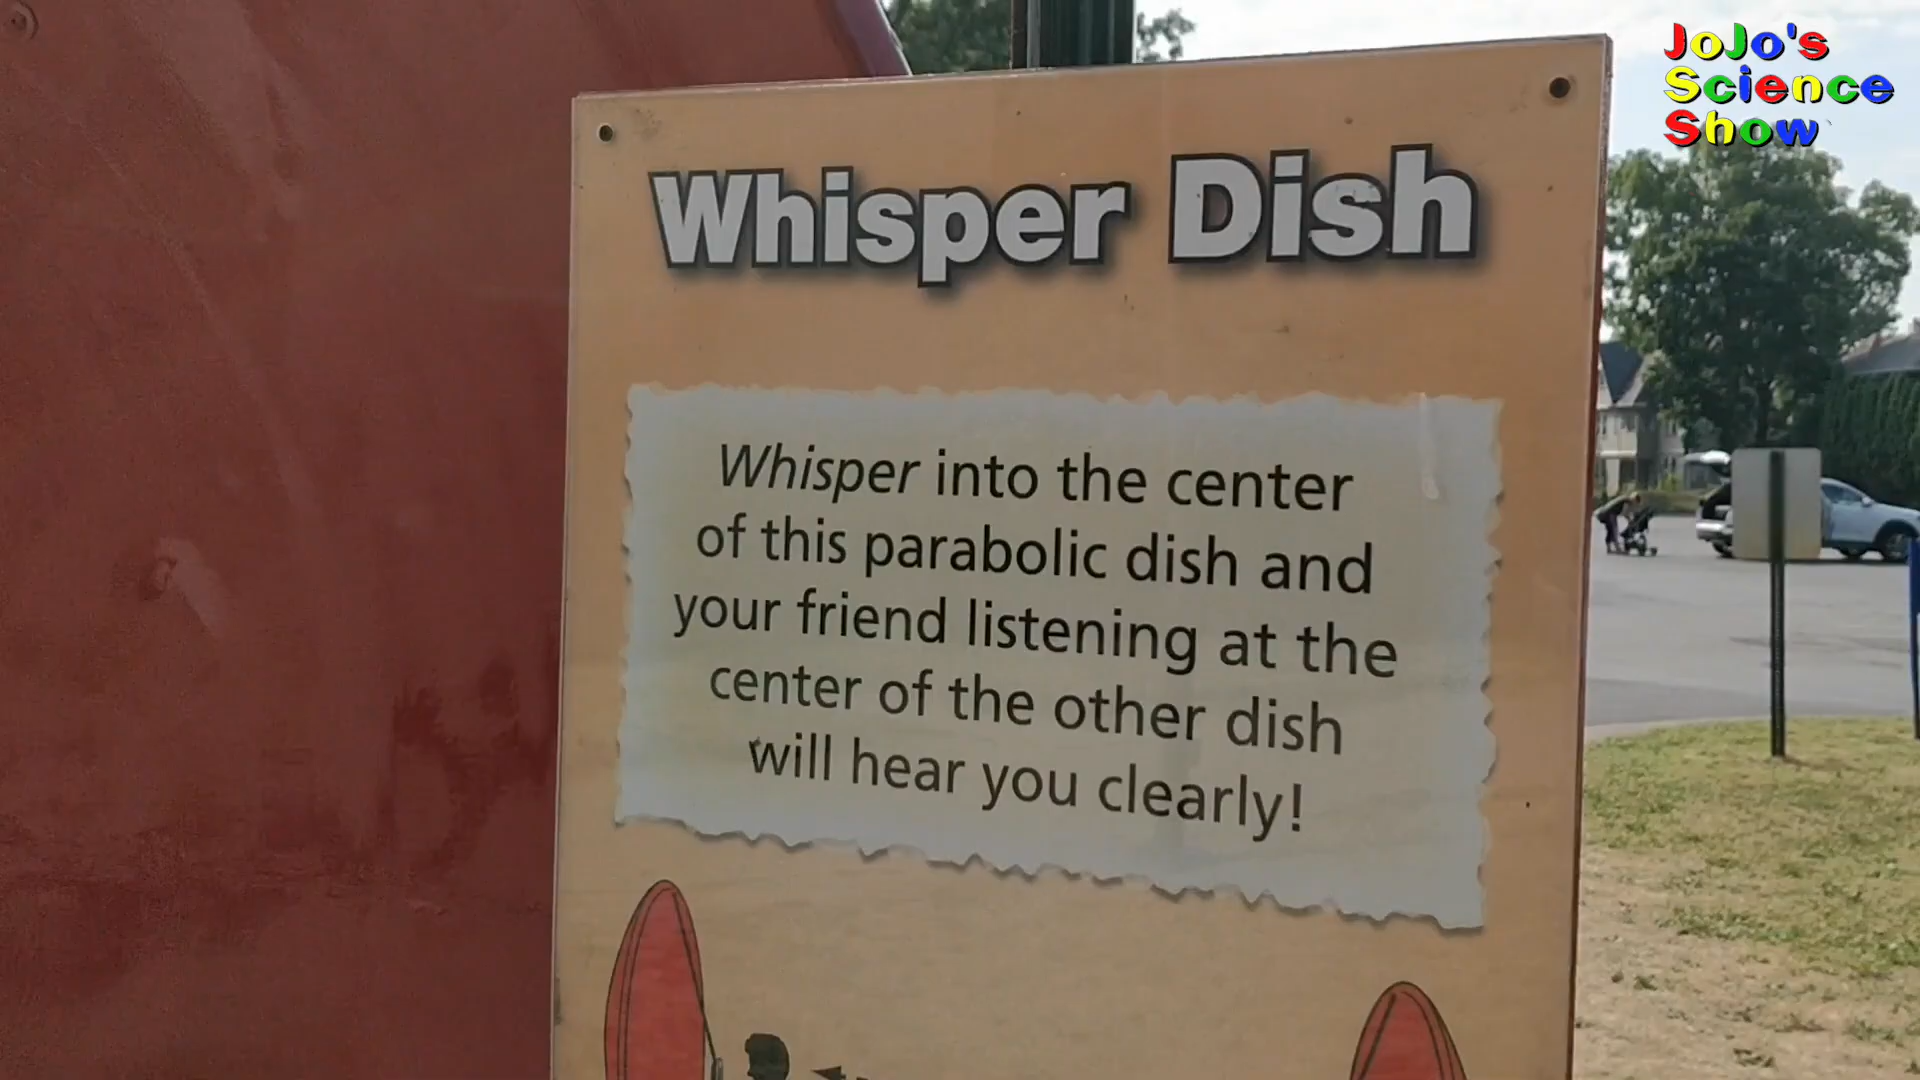 JoJo's
Science
Show
Whisper Dish
Whisper into the center
of this parabolic dish and
your friend listening at the
center of the other dish
will hear you clearly!